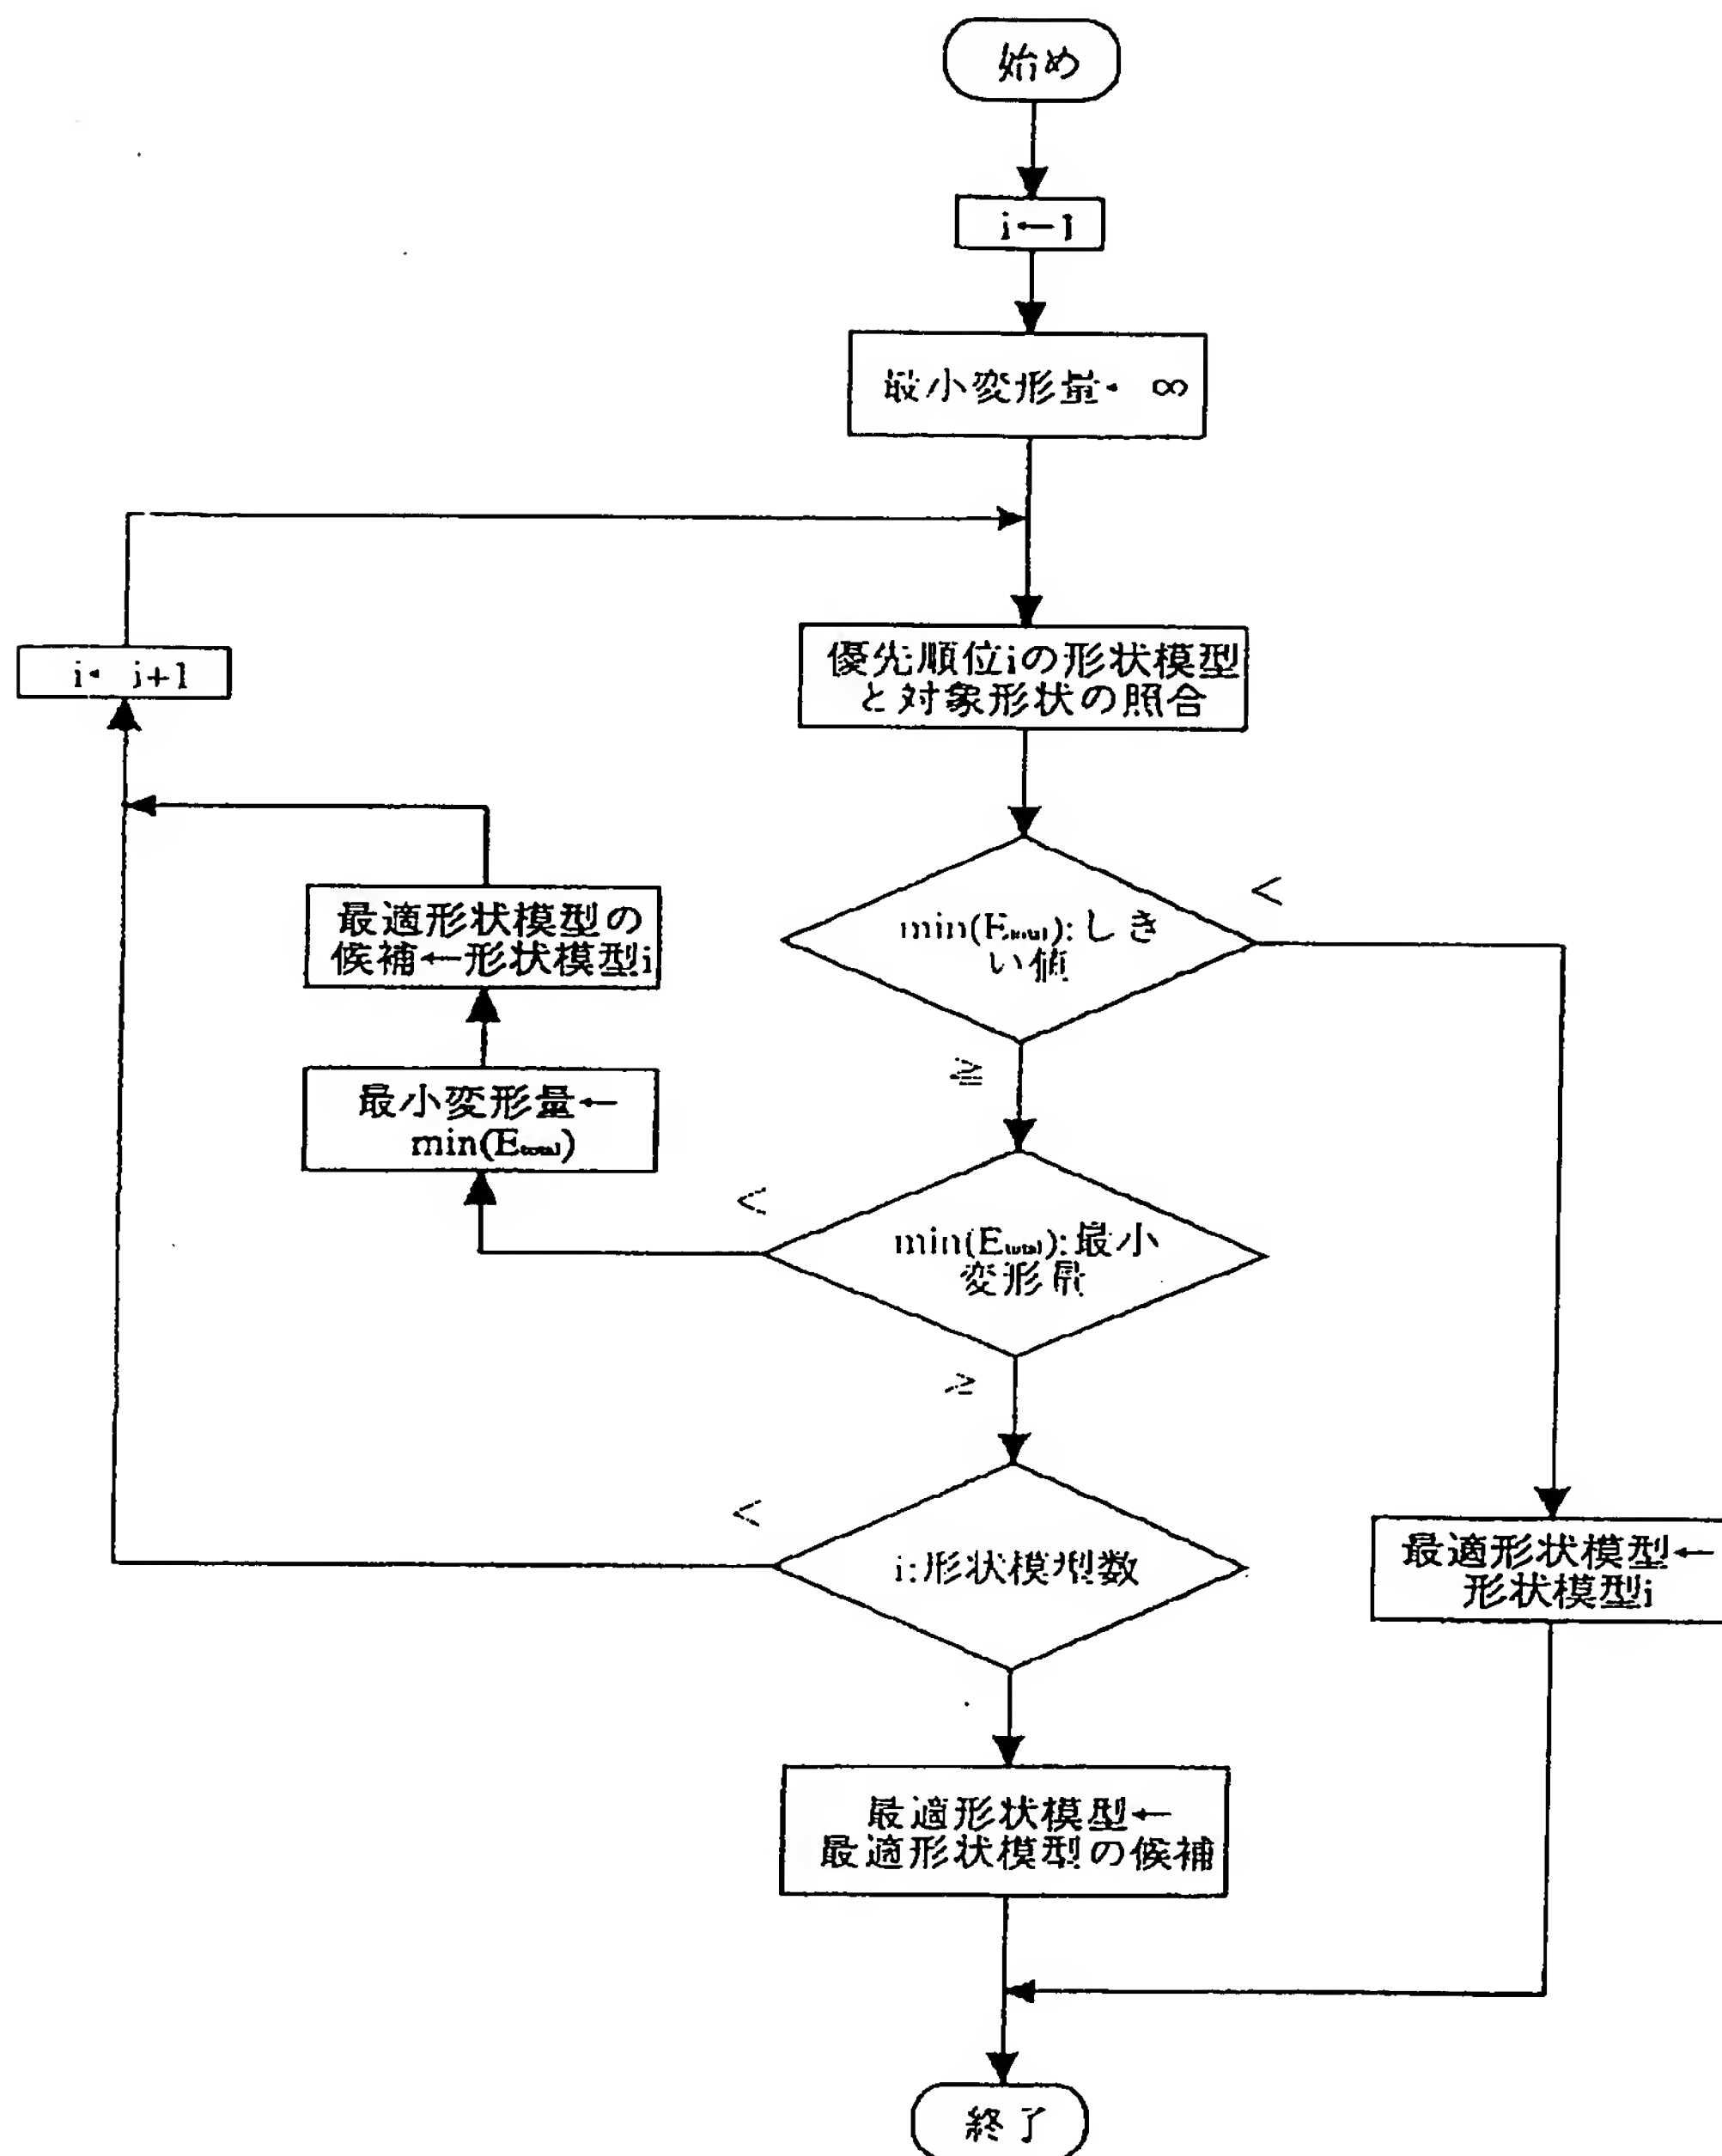 始め
i←1
最小変形量← ∞
優先順位iの形状模型
と対象形状の照合
i← i+1
<
最適形状模型の
候補←形状模型i
min(Etotal):しき
い値
≧
最小変形量←
min(Etotal)
<
min(Etotal):最小
変形量
≧
<
i:形状模型数
最適形状模型←
形状模型i
最適形状模型←
最適形状模型の候補
終了